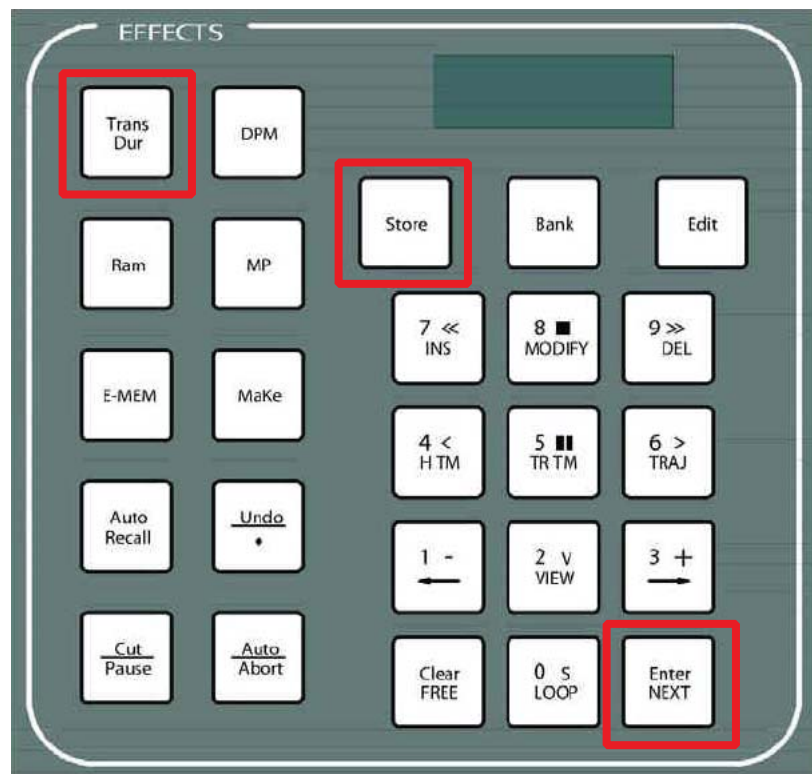 EFFECTS
Trans
Dur
DPM
Store
Bank
Edit
Ram
MP
7 «
INS
8 ■
MODIFY
9 »
DEL
E-MEM
MaKe
4 <
H TM
5 ▮▮
TR TM
6 >
TRAJ
Auto
Recall
Undo
♦
1 -
←
2 v
VIEW
3 +
→
Cut
Pause
Auto
Abort
Clear
FREE
0 S
LOOP
Enter
NEXT